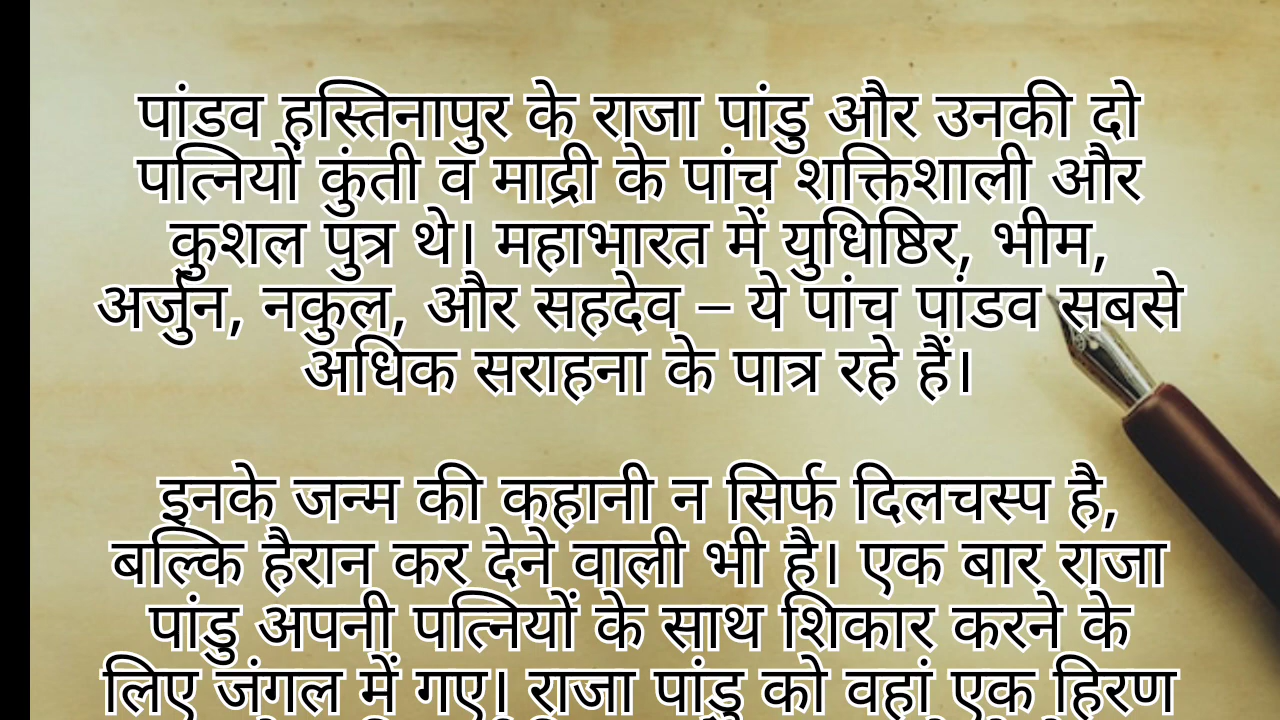 पांडव हस्तिनापुर के राजा पांडु और उनकी दो
पत्नियों कुंती व माद्री के पांच शक्तिशाली और
कुशल पुत्र थे। महाभारत में युधिष्ठिर, भीम,
अर्जुन, नकुल, और सहदेव – ये पांच पांडव सबसे
अधिक सराहना के पात्र रहे हैं।
इनके जन्म की कहानी न सिर्फ दिलचस्प है,
बल्कि हैरान कर देने वाली भी है। एक बार राजा
पांडु अपनी पत्नियों के साथ शिकार करने के
लिए जंगल में गए। राजा पांडु को वहां एक हिरण